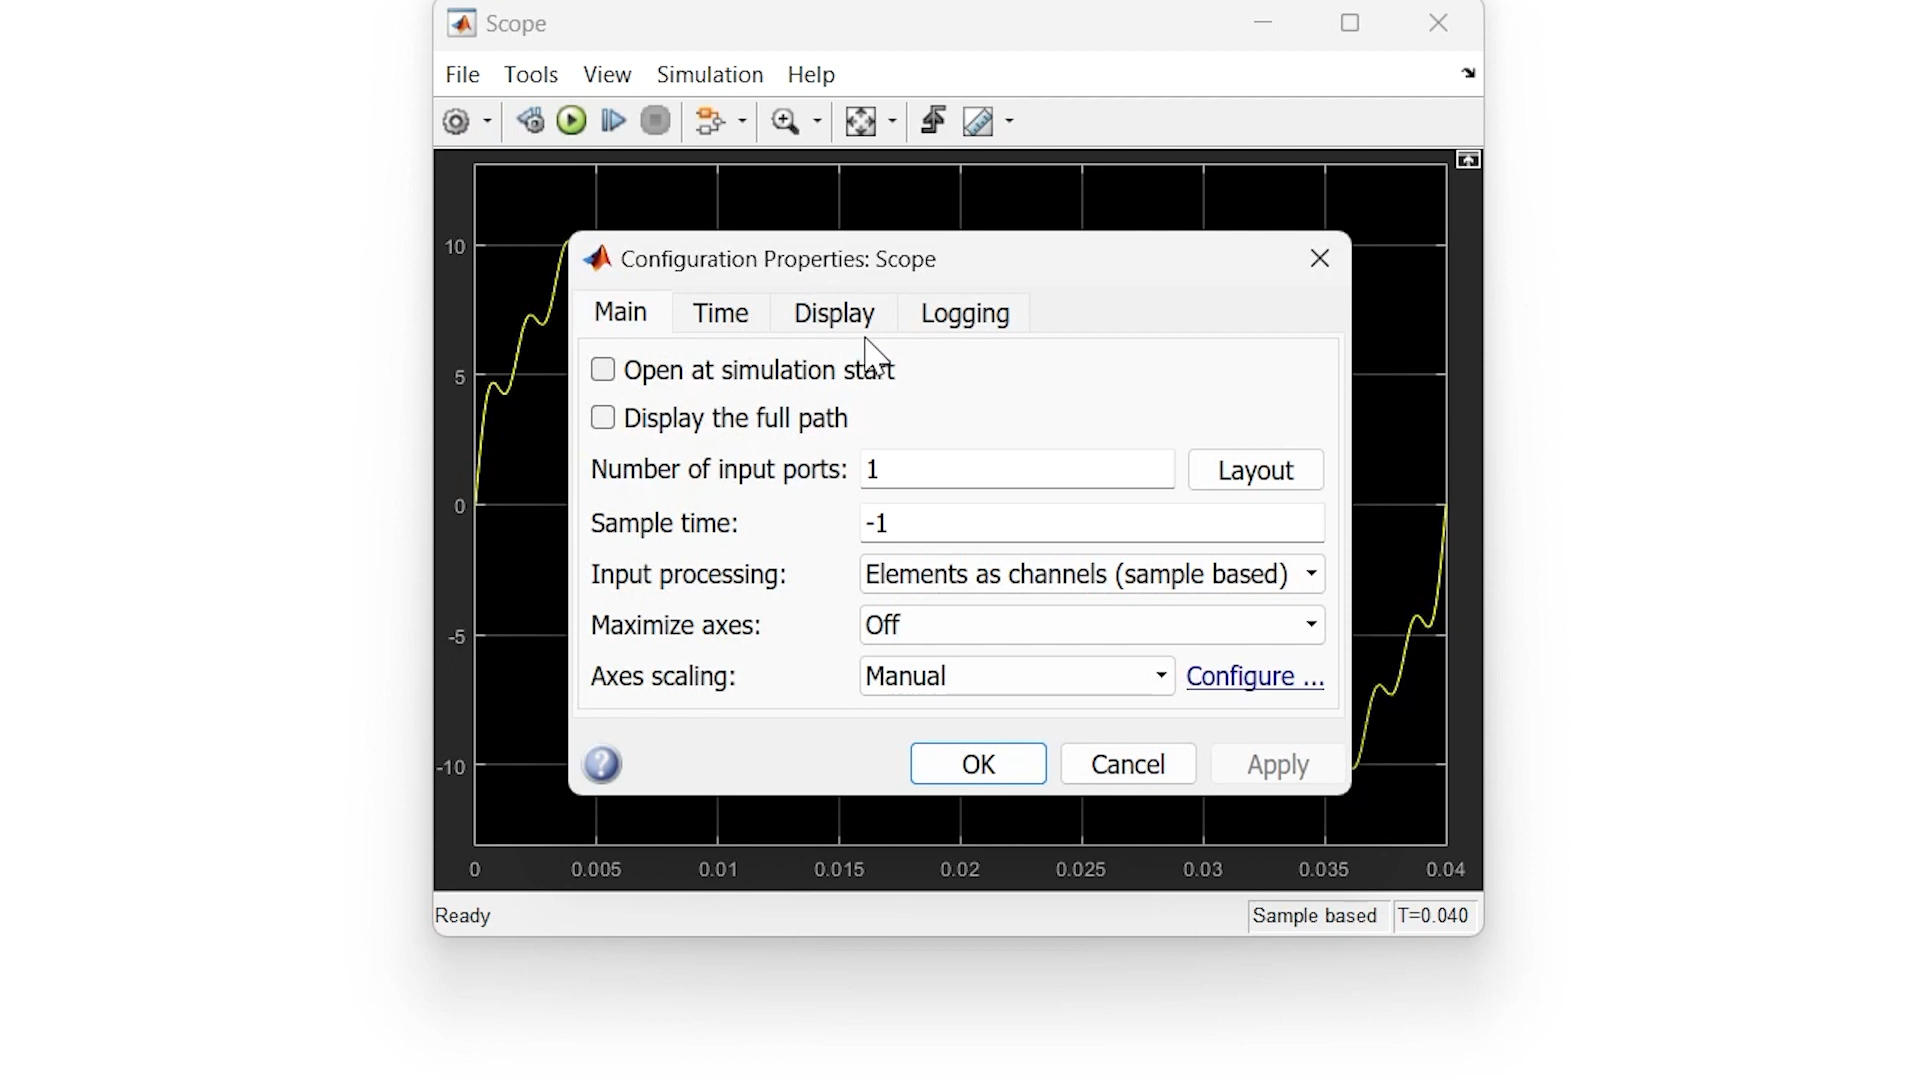 Scope
File Tools View Simulation Help
Configuration Properties: Scope
Main Time Display Logging
Open at simulation start
Display the full path
Number of input ports: 1 Layout
Sample time: -1
Input processing: Elements as channels (sample based)
Maximize axes: Off
Axes scaling: Manual Configure ...
? OK Cancel Apply
10
5
0
-5
-10
0 0.005 0.01 0.015 0.02 0.025 0.03 0.035 0.04
Ready Sample based T=0.040